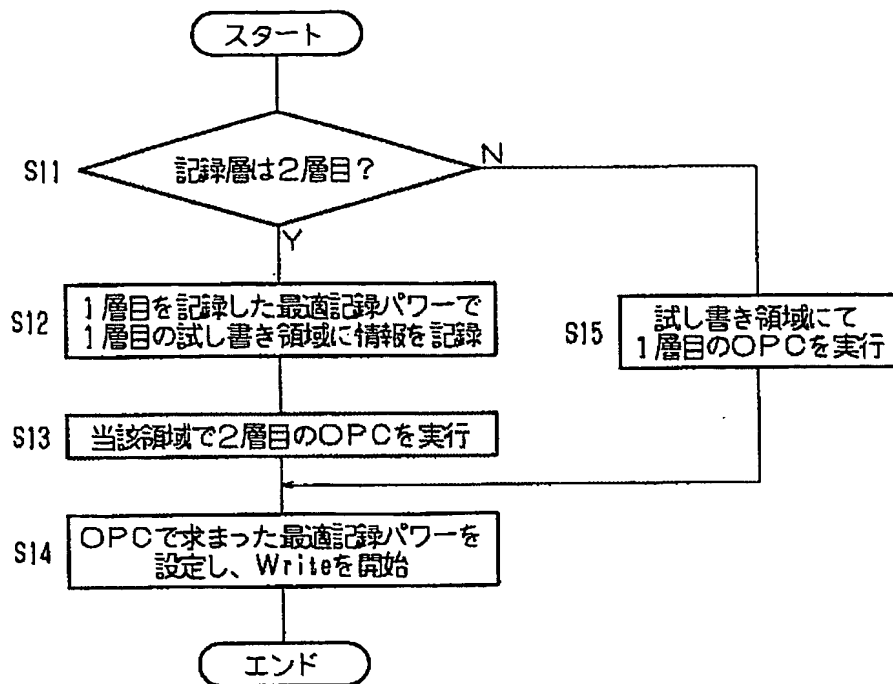 スタート
S11
記録層は2層目?
N
Y
S12
1層目を記録した最適記録パワーで
1層目の試し書き領域に情報を記録
S15
試し書き領域にて
1層目のOPCを実行
S13
当該領域で2層目のOPCを実行
S14
OPCで求まった最適記録パワーを
設定し、Writeを開始
エンド